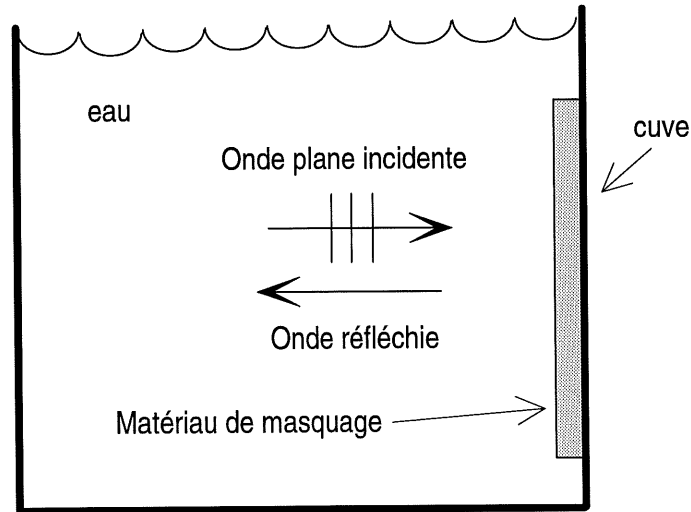 eau
cuve
Onde plane incidente
Onde réfléchie
Matériau de masquage